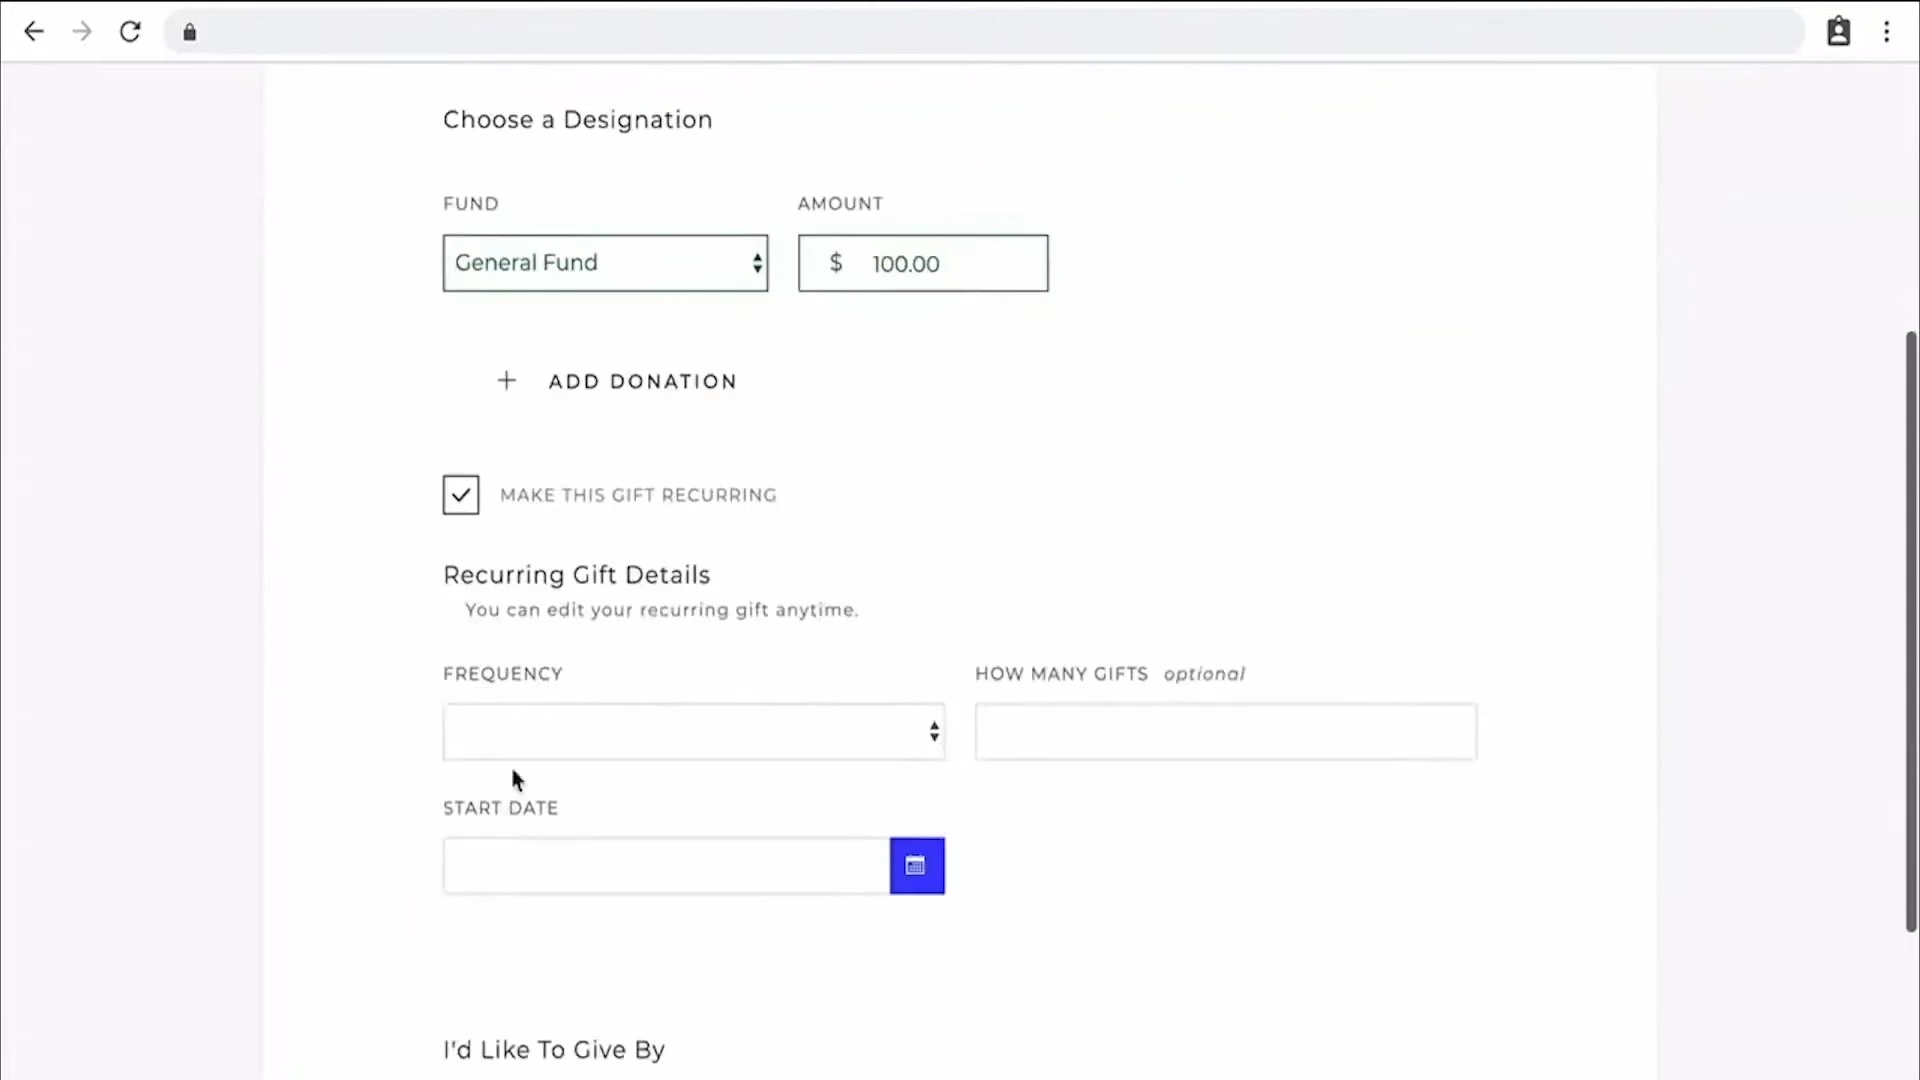 Choose a Designation
FUND AMOUNT
General Fund $ 100.00
+ ADD DONATION
MAKE THIS GIFT RECURRING
Recurring Gift Details
You can edit your recurring gift anytime.
FREQUENCY HOW MANY GIFTS optional
START DATE
I'd Like To Give By